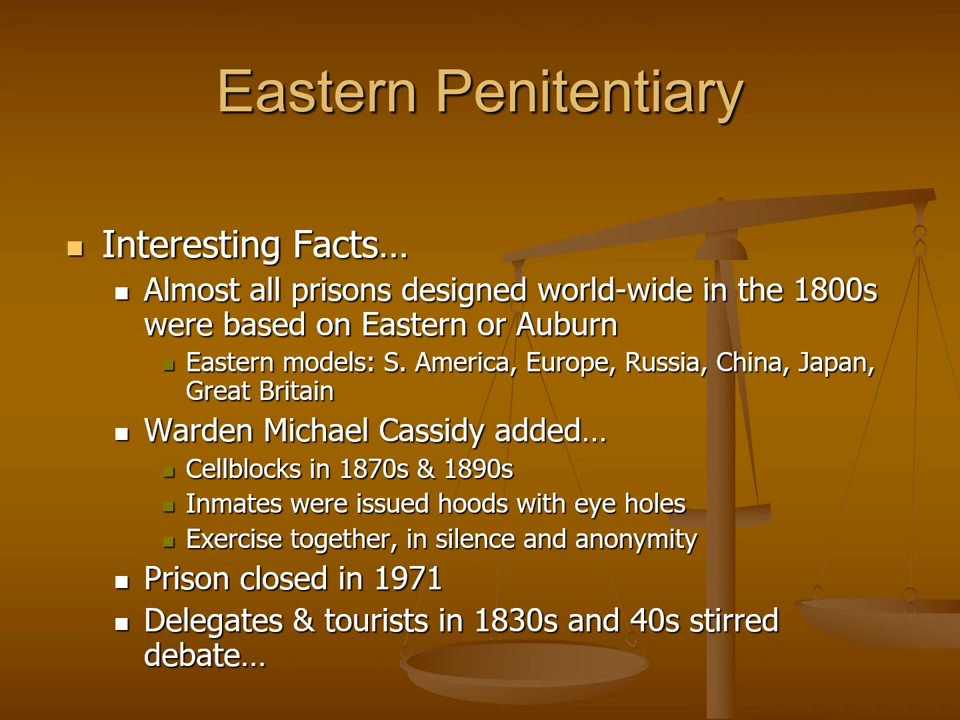 Eastern Penitentiary
Interesting Facts…
Almost all prisons designed world-wide in the 1800s
were based on Eastern or Auburn
Eastern models: S. America, Europe, Russia, China, Japan,
Great Britain
Warden Michael Cassidy added…
Cellblocks in 1870s & 1890s
Inmates were issued hoods with eye holes
Exercise together, in silence and anonymity
Prison closed in 1971
Delegates & tourists in 1830s and 40s stirred
debate…